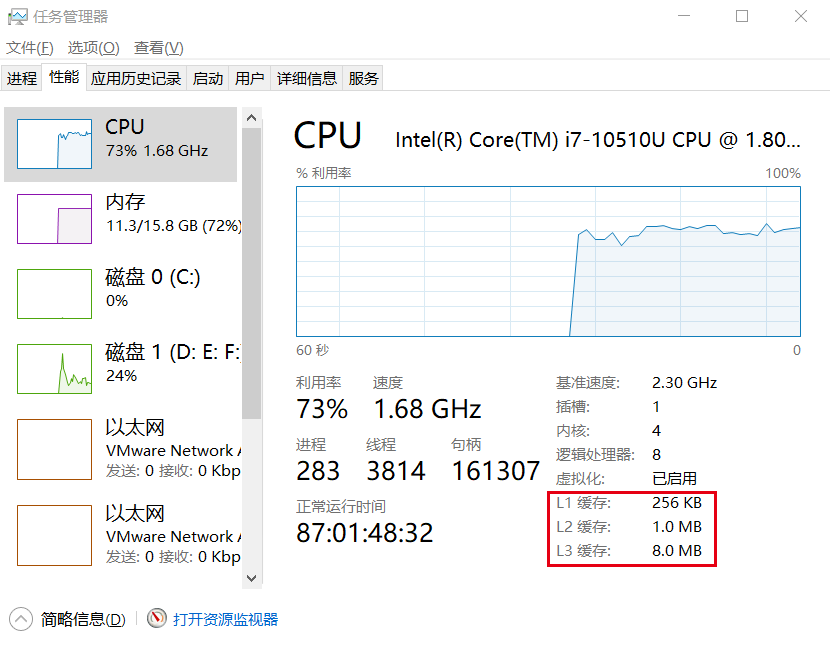 任务管理器
文件(F) 选项(O) 查看(V)
进程 性能 应用历史记录 启动 用户 详细信息 服务
CPU
73% 1.68 GHz
内存
11.3/15.8 GB (72%)
磁盘 0 (C:)
0%
磁盘 1 (D: E: F:)
24%
以太网
VMware Network A
发送: 0 接收: 0 Kbp
以太网
VMware Network A
发送: 0 接收: 0 Kbp
CPU Intel(R) Core(TM) i7-10510U CPU @ 1.80...
% 利用率 100%
60 秒 0
利用率 速度
73% 1.68 GHz
进程 线程 句柄
283 3814 161307
正常运行时间
87:01:48:32
基准速度: 2.30 GHz
插槽: 1
内核: 4
逻辑处理器: 8
虚拟化: 已启用
L1 缓存: 256 KB
L2 缓存: 1.0 MB
L3 缓存: 8.0 MB
简略信息(D) 打开资源监视器